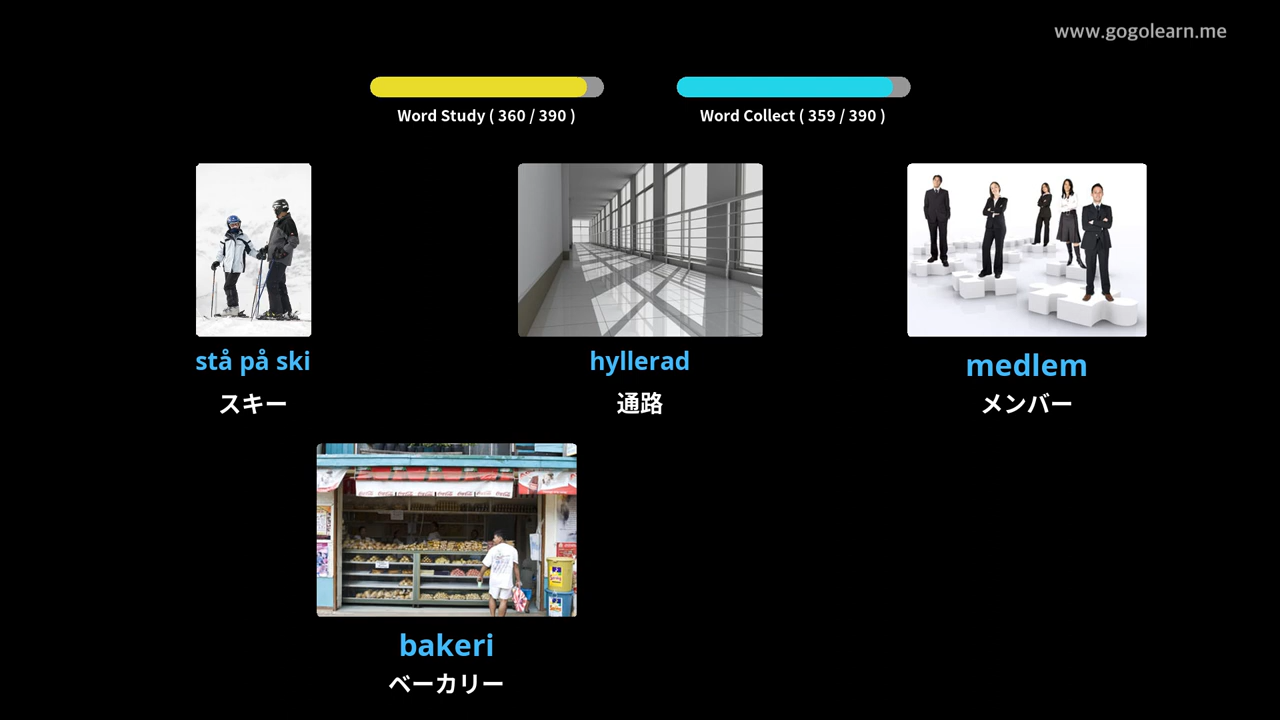 www.gogolearn.me
Word Study ( 360 / 390 )
Word Collect ( 359 / 390 )
stå på ski
スキー
hyllerad
通路
medlem
メンバー
bakeri
ベーカリー